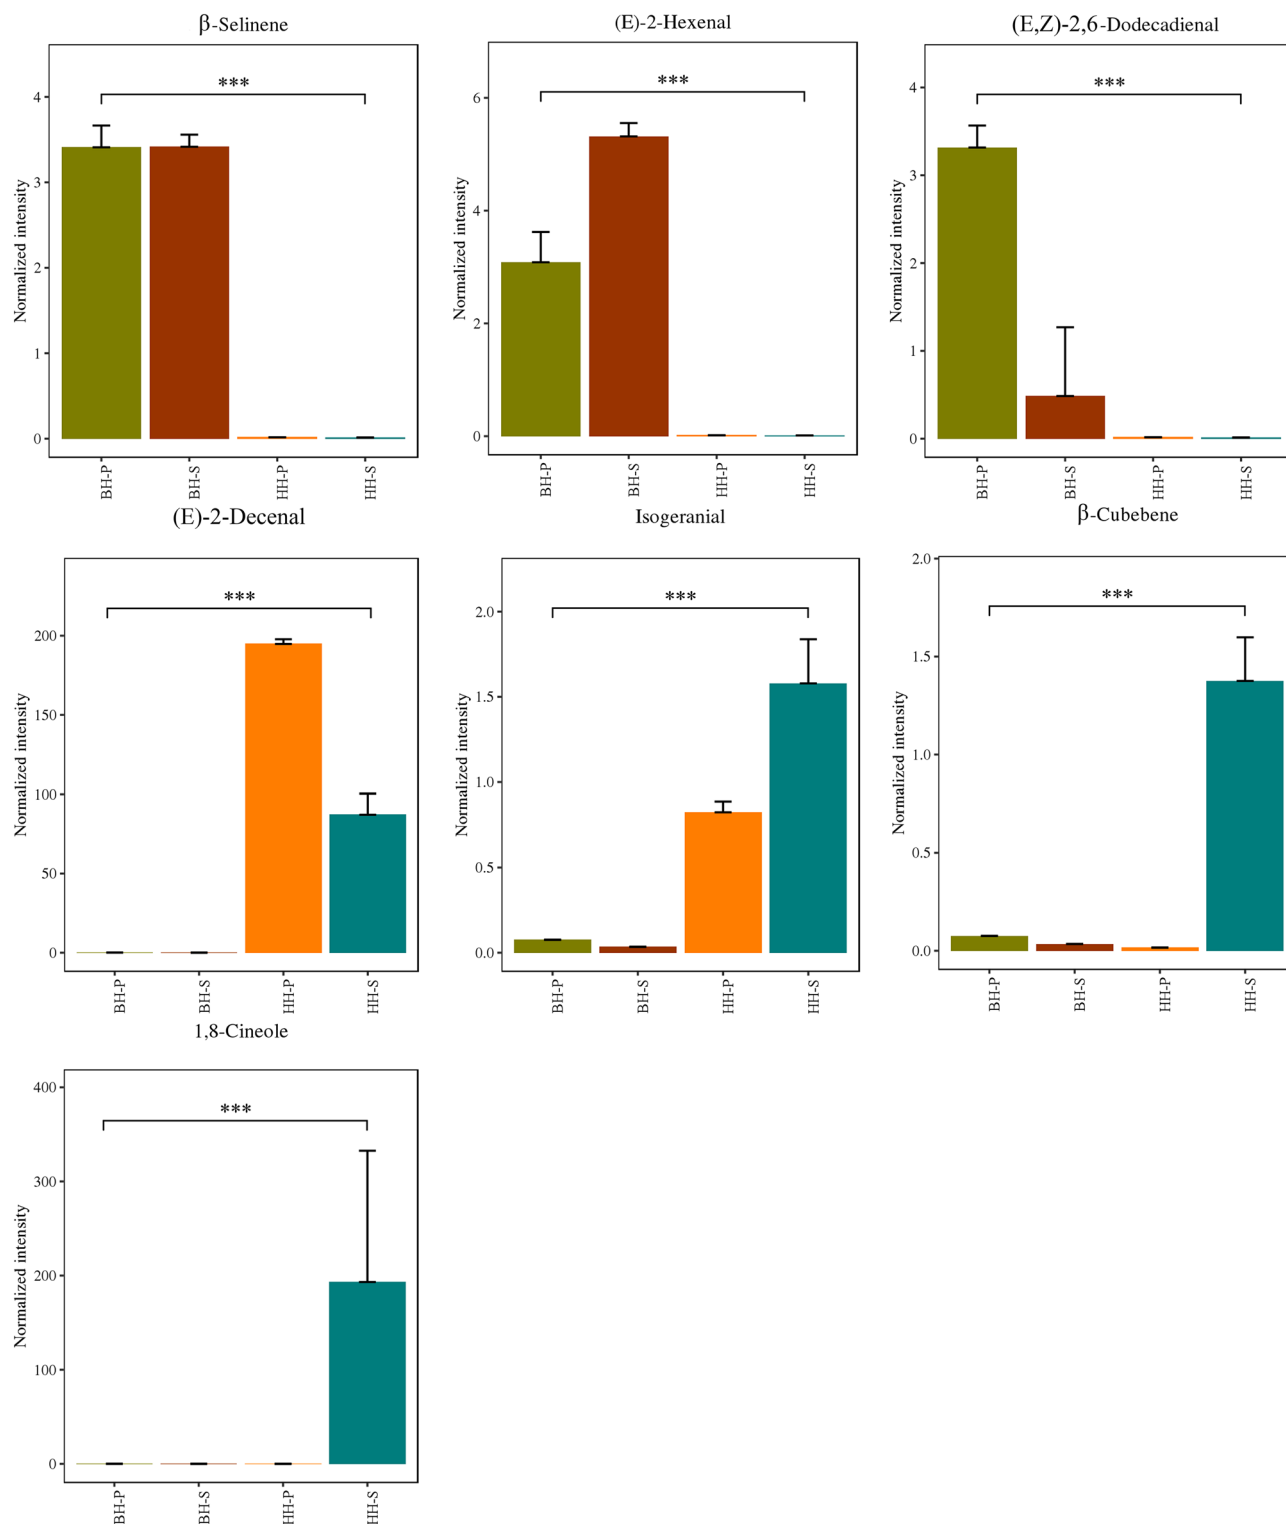 β-Selinene
***
Normalized intensity
4
3
2
1
0
BH-P
BH-S
HH-P
HH-S
(E)-2-Hexenal
***
Normalized intensity
6
4
2
0
BH-P
BH-S
HH-P
HH-S
(E,Z)-2,6-Dodecadienal
***
Normalized intensity
4
3
2
1
0
BH-P
BH-S
HH-P
HH-S
(E)-2-Decenal
***
Normalized intensity
200
150
100
50
0
BH-P
BH-S
HH-P
HH-S
Isogeranial
***
Normalized intensity
2.0
1.5
1.0
0.5
0.0
BH-P
BH-S
HH-P
HH-S
β-Cubebene
***
Normalized intensity
2.0
1.5
1.0
0.5
0.0
BH-P
BH-S
HH-P
HH-S
1,8-Cineole
***
Normalized intensity
400
300
200
100
0
BH-P
BH-S
HH-P
HH-S